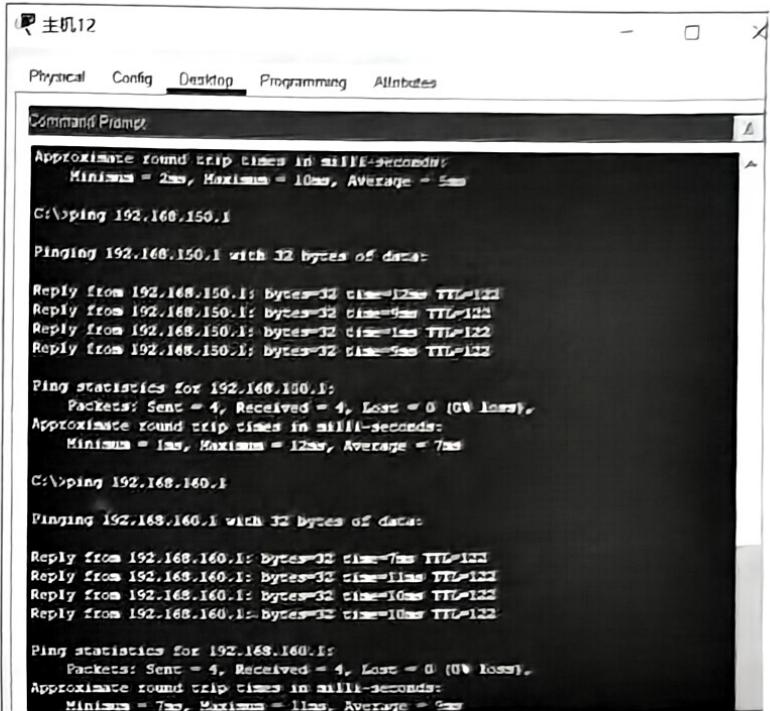 主机12
Physical Config Desktop Programming Attributes
Command Prompt
Approximate round trip times in milli-seconds:
Minimum = 2ms, Maximum = 10ms, Average = 5ms
C:\>ping 192.168.150.1
Pinging 192.168.150.1 with 32 bytes of data:
Reply from 192.168.150.1: bytes=32 time=12ms TTL=122
Reply from 192.168.150.1: bytes=32 time=9ms TTL=122
Reply from 192.168.150.1: bytes=32 time=1ms TTL=122
Reply from 192.168.150.1: bytes=32 TTL=122
Ping statistics for 192.168.150.1:
Packets: Sent = 4, Received = 4, Lost = 0 (0% loss),
Approximate round trip times in milli-seconds:
Minimum = 1ms, Maximum = 12ms, Average = 7ms
C:\>ping 192.168.160.1
Pinging 192.168.160.1 with 32 bytes of data:
Reply from 192.168.160.1: bytes=32 time=7ms TTL=122
Reply from 192.168.160.1: bytes=32 time=11ms TTL=122
Reply from 192.168.160.1: bytes=32 time=10ms TTL=122
Reply from 192.168.160.1: bytes=32 time=10ms TTL=122
Ping statistics for 192.168.160.1:
Packets: Sent = 4, Received = 4, Lost = 0 (0% loss),
Approximate round trip times in milli-seconds:
Minimum = 7ms, Maximum = 11ms, Average = 9ms